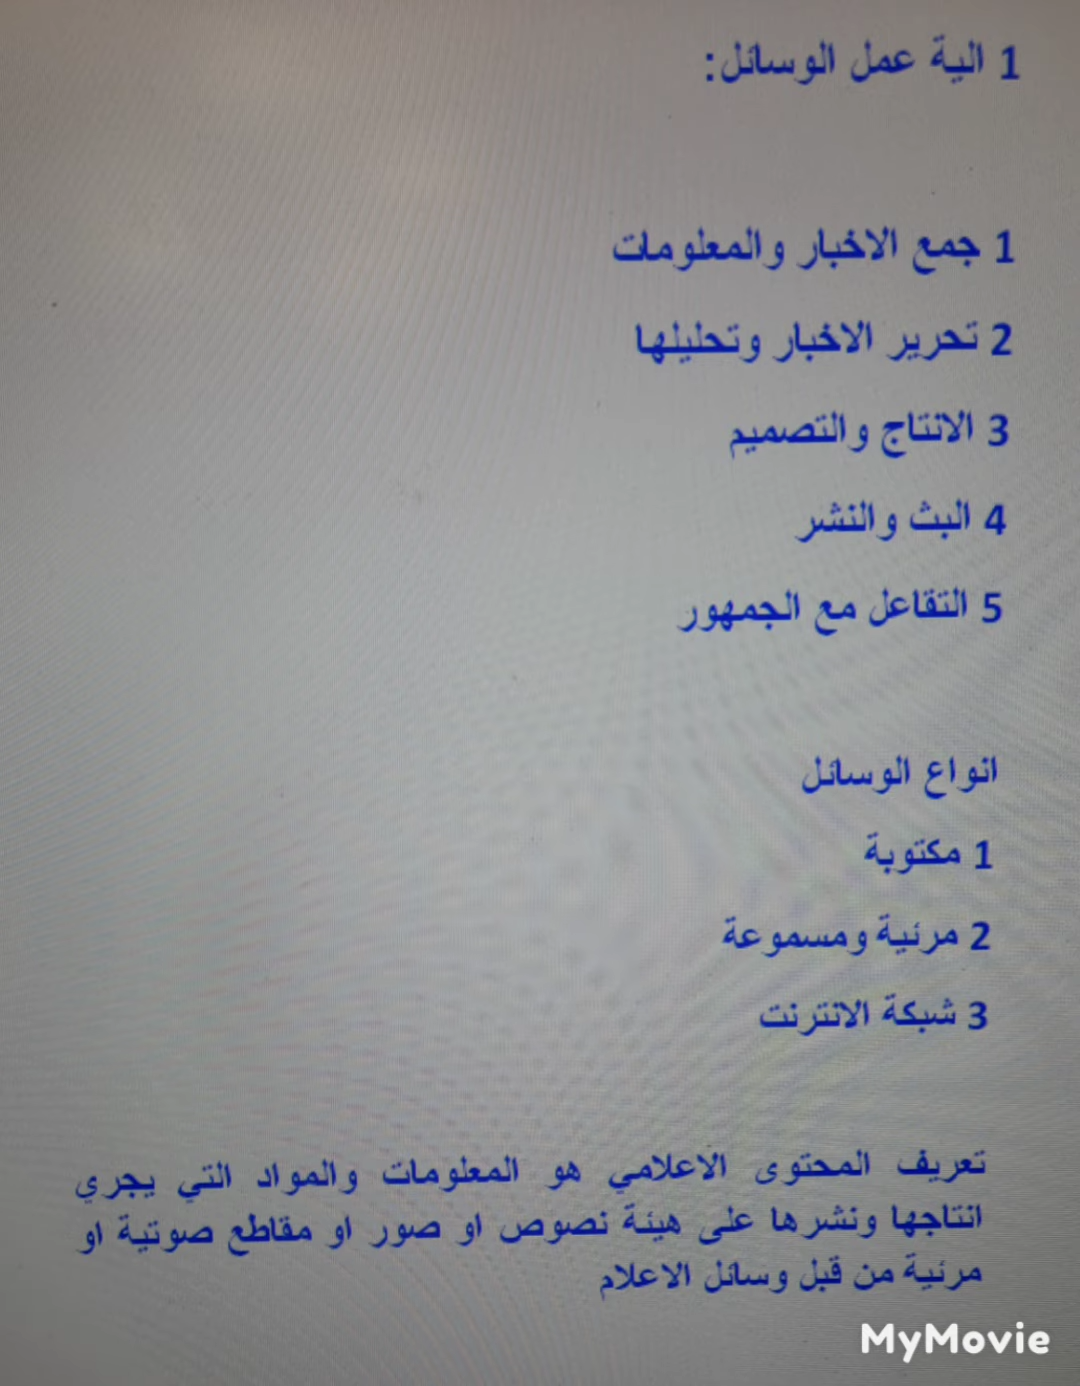 1 الية عمل الوسائل:
1 جمع الاخبار والمعلومات
2 تحرير الاخبار وتحليلها
3 الانتاج والتصميم
4 البث والنشر
5 التفاعل مع الجمهور
انواع الوسائل
1 مكتوبة
2 مرئية ومسموعة
3 شبكة الانترنت
تعريف المحتوى الاعلامي هو المعلومات والمواد التي يجري
انتاجها ونشرها على هيئة نصوص او صور او مقاطع صوتية او
مرئية من قبل وسائل الاعلام
MyMovie